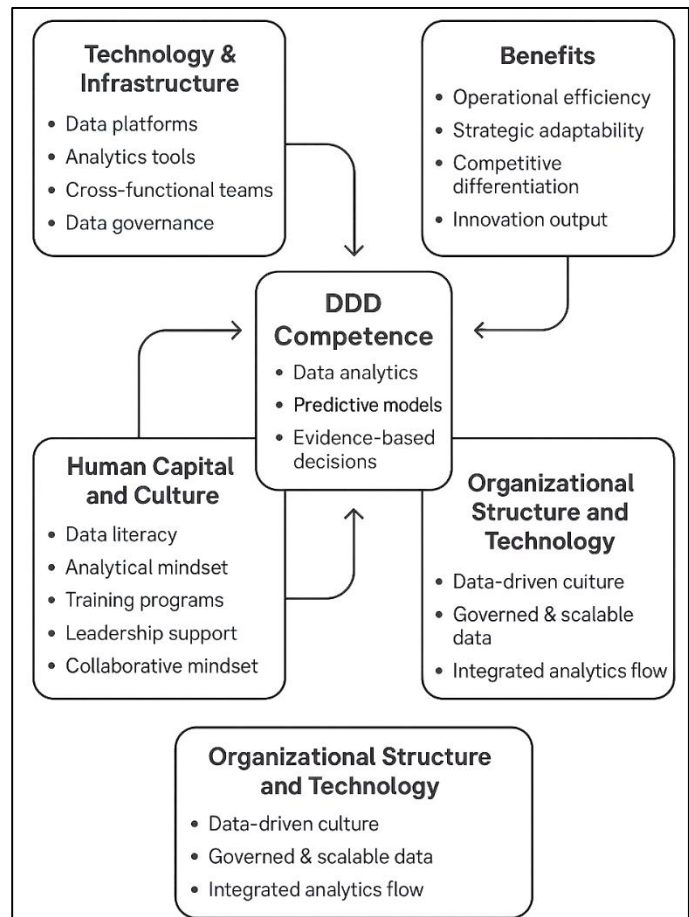 Technology &
Infrastructure
• Data platforms
• Analytics tools
• Cross-functional teams
• Data governance
Benefits
• Operational efficiency
• Strategic adaptability
• Competitive
differentiation
• Innovation output
DDD
Competence
• Data analytics
• Predictive models
• Evidence-based
decisions
Human Capital
and Culture
• Data literacy
• Analytical mindset
• Training programs
• Leadership support
• Collaborative mindset
Organizational
Structure and
Technology
• Data-driven cuiture
• Governed & scalable
data
• Integrated analytics flow
Organizational Structure
and Technology
• Data-driven culture
• Governed & scalable data
• Integrated analytics flow